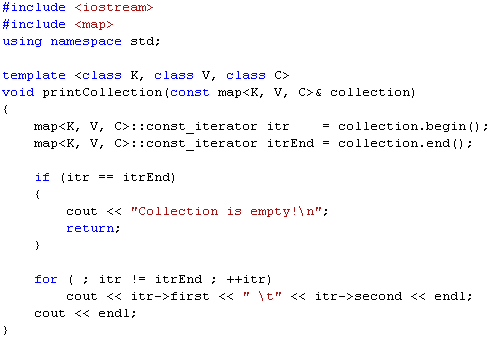 #include <iostream>
#include <map>
using namespace std;

template <class K, class V, class C>
void printCollection(const map<K, V, C>& collection)
{
    map<K, V, C>::const_iterator itr    = collection.begin();
    map<K, V, C>::const_iterator itrEnd = collection.end();

    if (itr == itrEnd)
    {
        cout << "Collection is empty!\n";
        return;
    }

    for ( ; itr != itrEnd ; ++itr)
        cout << itr->first << " \t" << itr->second << endl;
    cout << endl;
}